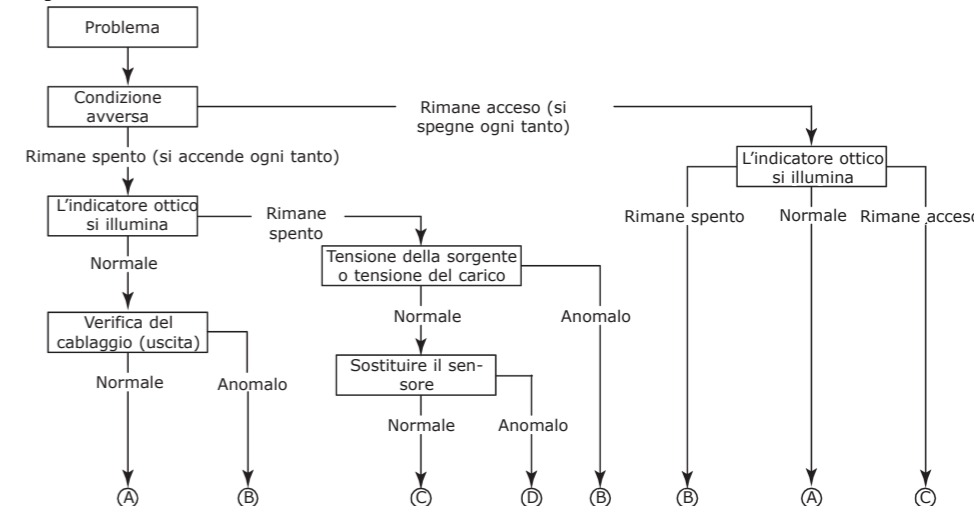 Problema
Condizione
avversa
Rimane acceso (si
spegne ogni tanto)
Rimane spento (si accende ogni tanto)
L'indicatore ottico
si illumina
L'indicatore ottico
si illumina
Rimane
spento
Rimane spento
Normale
Rimane acceso
Normale
Tensione della sorgente
o tensione del carico
Verifica del
cablaggio (uscita)
Normale
Anomalo
Sostituire il sen-
sore
Normale
Anomalo
Normale
Anomalo
A
B
C
D
B
B
A
C